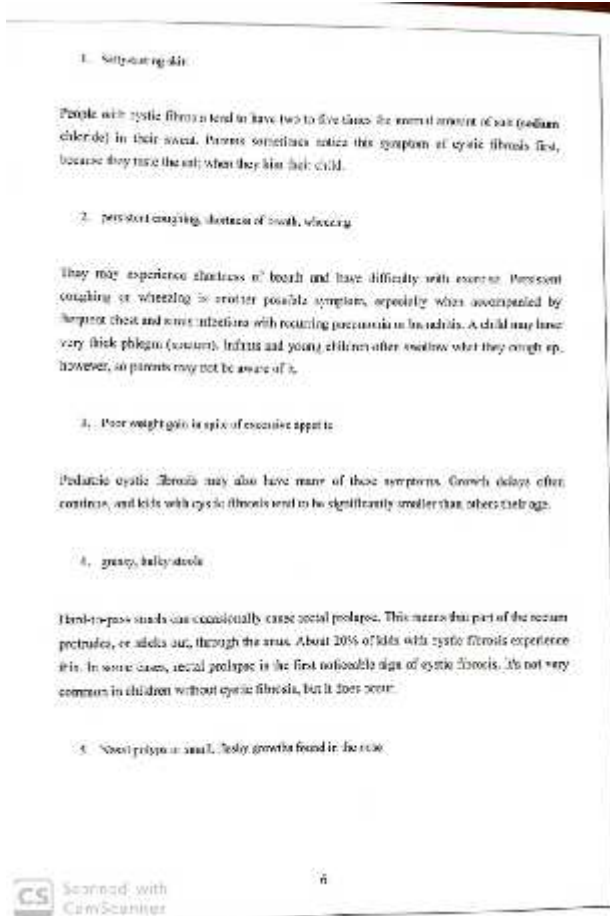 1. Salty-tasting skin
People with cystic fibrosis tend to have two to five times the normal amount of salt (sodium
chloride) in their sweat. Parents sometimes notice this symptom of cystic fibrosis first,
because they taste the salt when they kiss their child.
2. persistent coughing, shortness of breath, wheezing
They may experience shortness of breath and have difficulty with exercise. Persistent
coughing or wheezing is another possible symptom, especially when accompanied by
frequent chest and sinus infections with recurring pneumonia or bronchitis. A child may have
very thick phlegm (sputum). Infants and young children often swallow what they cough up,
however, so parents may not be aware of it.
3. Poor weight gain in spite of excessive appetite
Pediatric cystic fibrosis may also have many of these symptoms. Growth delays often
continue, and kids with cystic fibrosis tend to be significantly smaller than others their age.
4. greasy, bulky stools
Hard-to-pass stools can occasionally cause rectal prolapse. This means that part of the rectum
protrudes, or sticks out, through the anus. About 20% of kids with cystic fibrosis experience
this. In some cases, rectal prolapse is the first noticeable sign of cystic fibrosis. It's not very
common in children without cystic fibrosis, but it does occur.
5. Nasal polyps or small, fleshy growths found in the nose
6
CS Scanned with
CamScanner